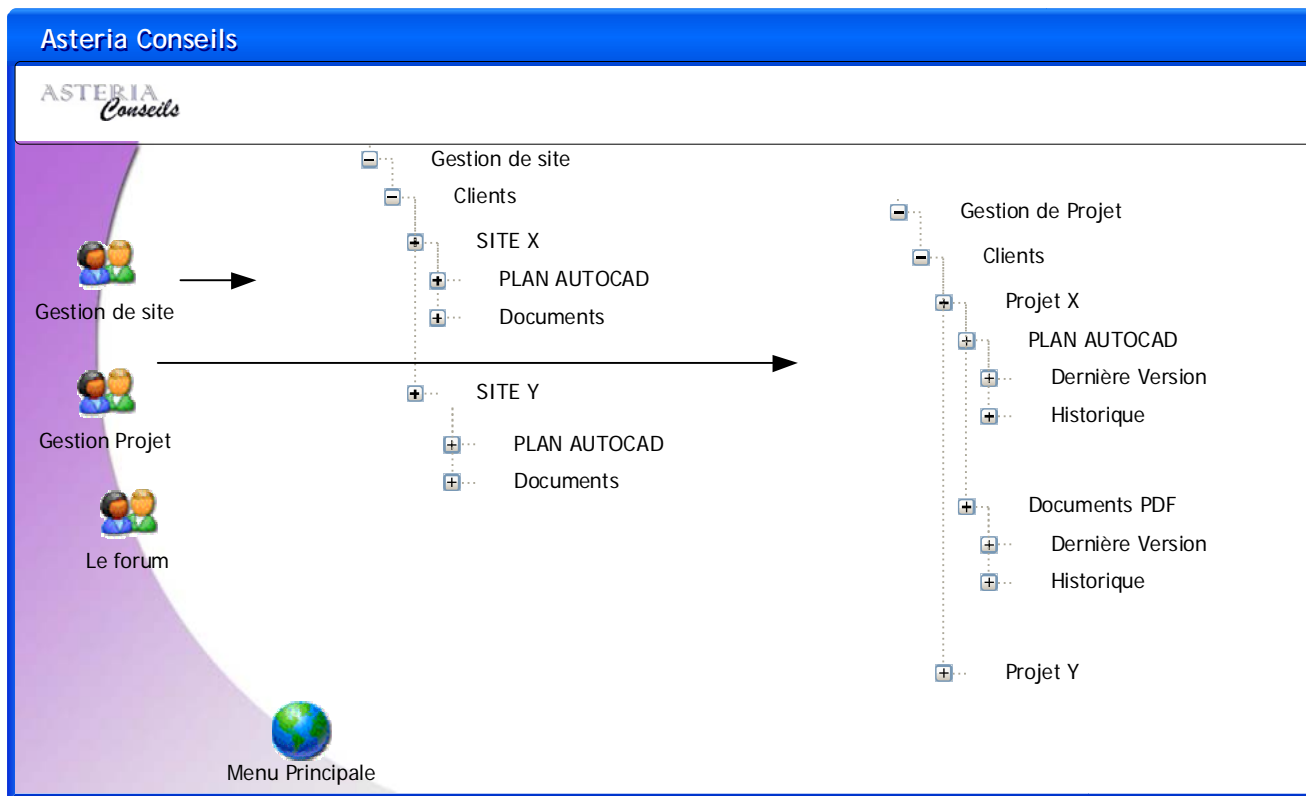 Asteria Conseils
ASTERIA
Conseils
Gestion de site
Gestion Projet
Le forum
Menu Principale
Gestion de site
Clients
SITE X
PLAN AUTOCAD
Documents
SITE Y
PLAN AUTOCAD
Documents
Gestion de Projet
Clients
Projet X
PLAN AUTOCAD
Dernière Version
Historique
Documents PDF
Dernière Version
Historique
Projet Y